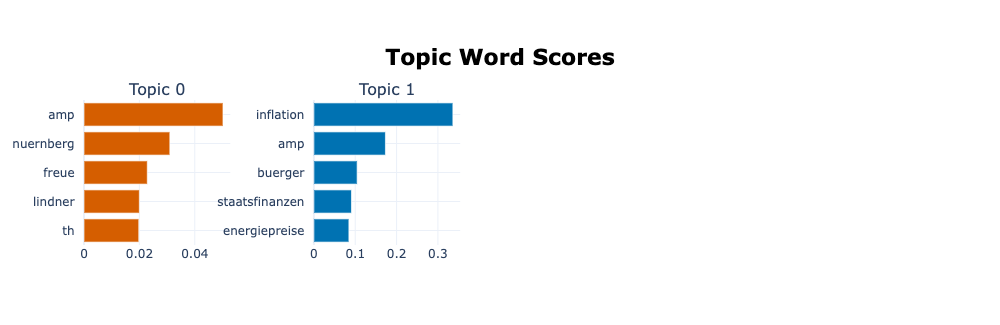 Topic Word Scores
Topic 0
amp
nuernberg
freue
lindner
th
0 0.02 0.04
Topic 1
inflation
amp
buerger
staatsfinanzen
energiepreise
0 0.1 0.2 0.3